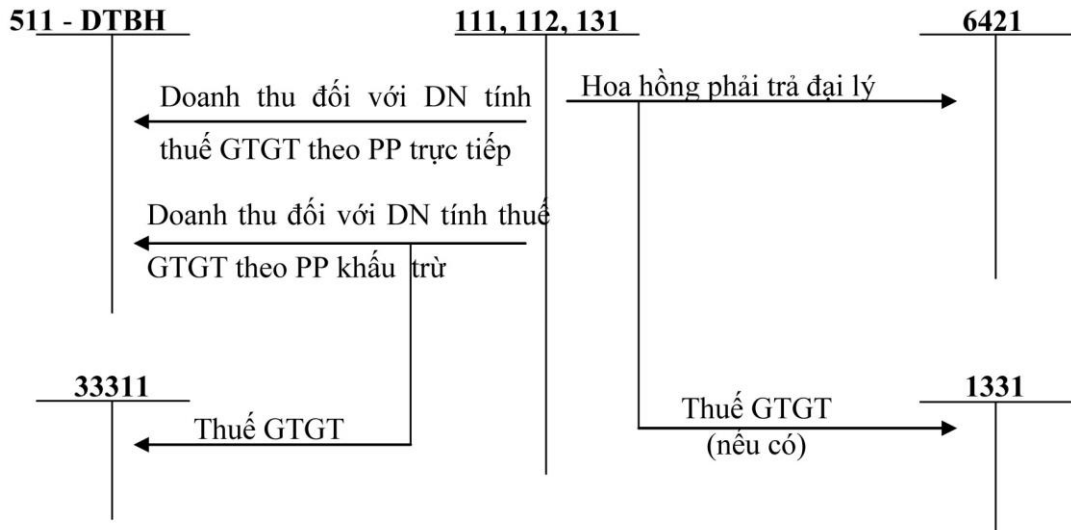 511 - DTBH
111, 112, 131
6421
Doanh thu đối với DN tính
thuế GTGT theo PP trực tiếp
Hoa hồng phải trả đại lý
Doanh thu đối với DN tính thuế
GTGT theo PP khấu trừ
33311
1331
Thuế GTGT
Thuế GTGT
(nếu có)